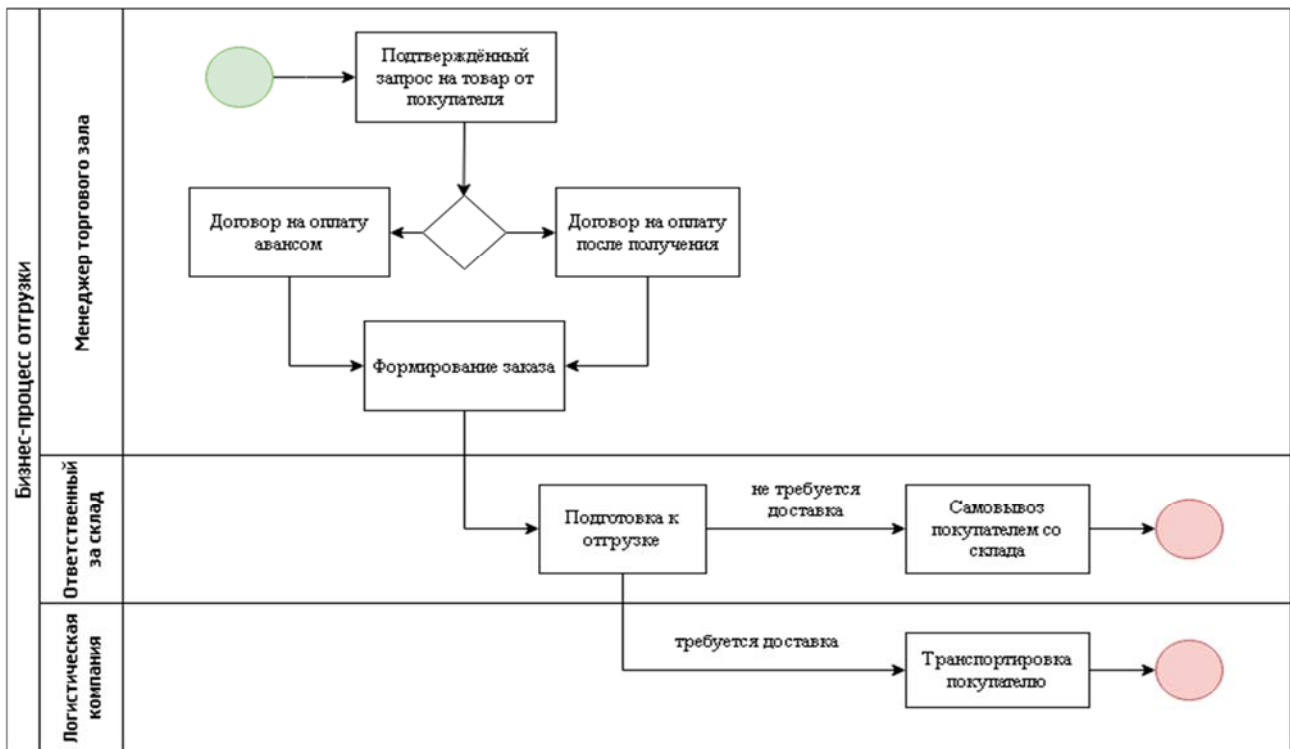 Бизнес-процесс отгрузки
Менеджер торгового зала
Подтверждённый
запрос на товар от
покупателя
Договор на оплату
авансом
Договор на оплату
после получения
Формирование заказа
Ответственный
за склад
Подготовка к
отгрузке
не требуется
доставка
Самовывоз
покупателем со
склада
Логистическая
компания
требуется доставка
Транспортировка
покупателю